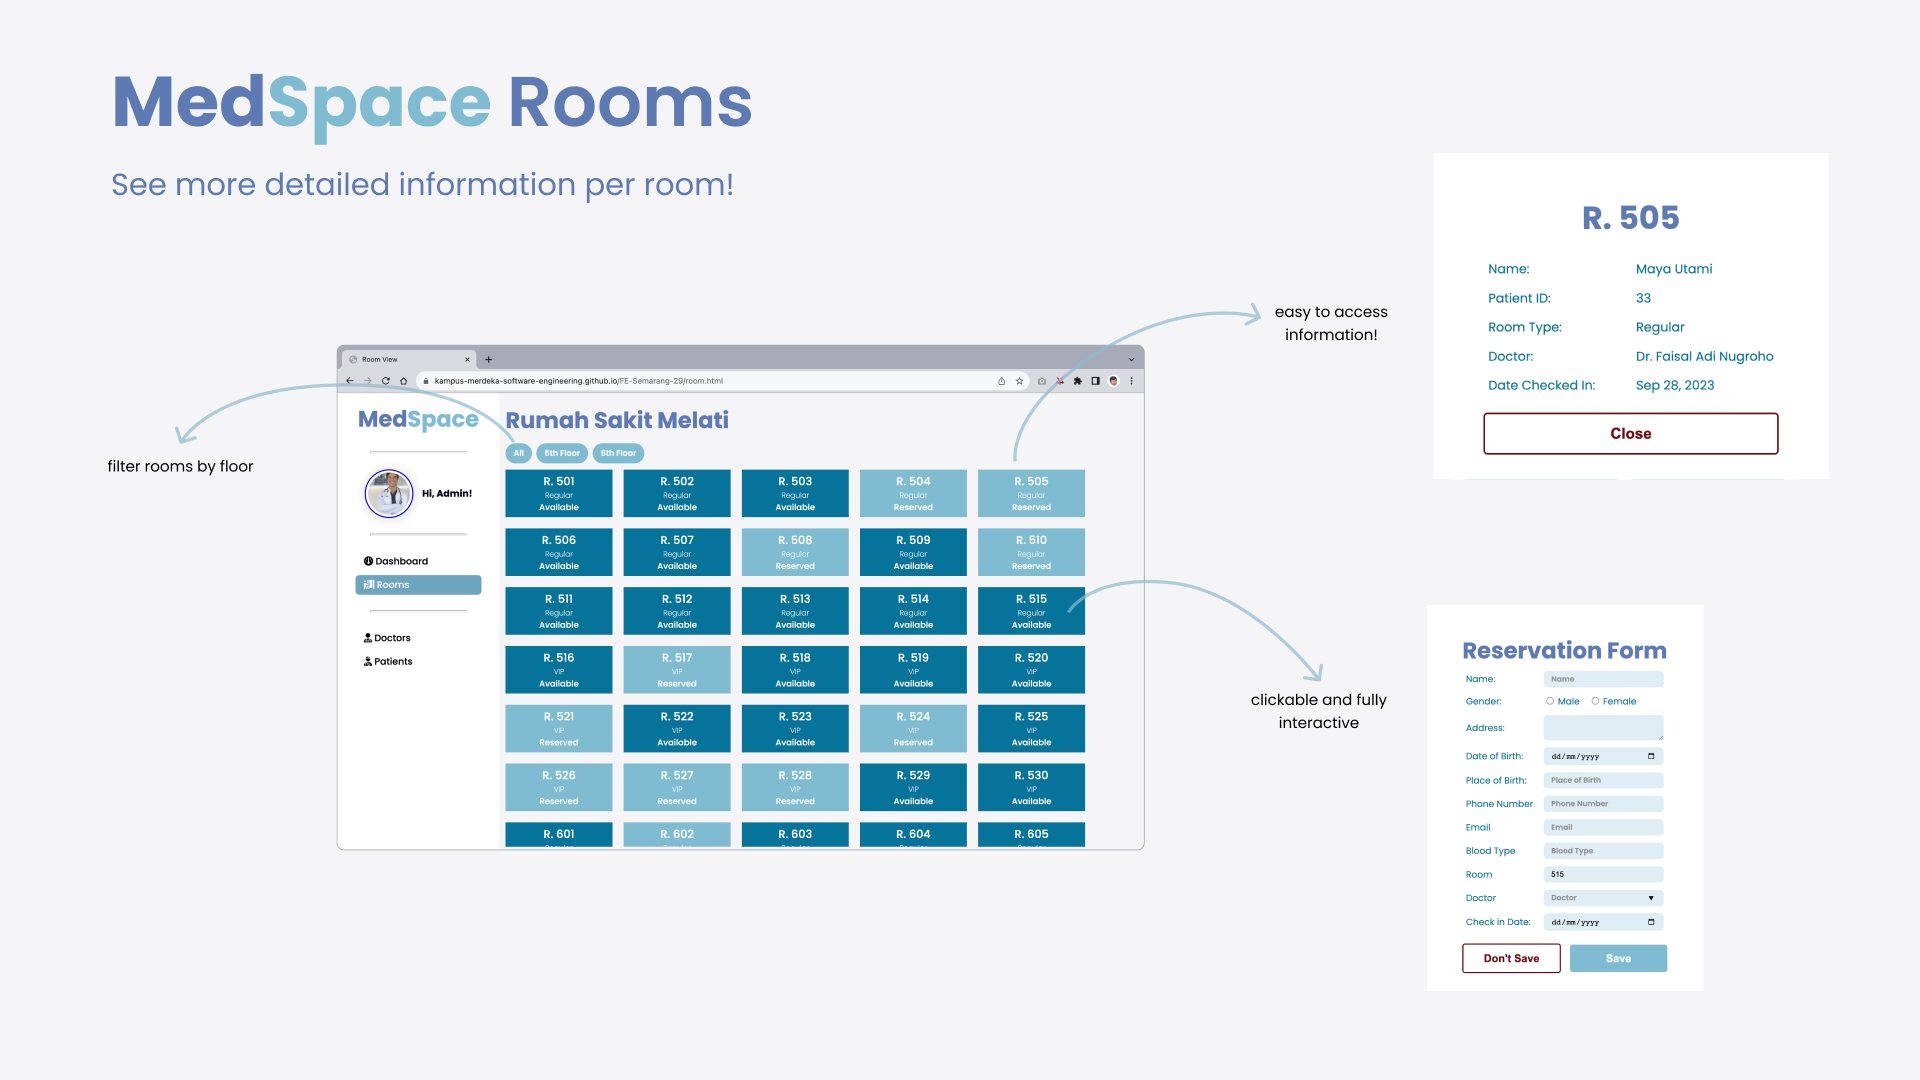 MedSpace Rooms
See more detailed information per room!
filter rooms by floor
Room View
kampus-merdeka-software-engineering.github.io/FE-Semarang-29/room.html
MedSpace
Hi, Admin!
Dashboard
Rooms
Doctors
Patients
Rumah Sakit Melati
All 5th Floor 6th Floor
R. 501 R. 502 R. 503 R. 504 R. 505
Regular Regular Regular Regular Regular
Available Available Available Reserved Reserved
R. 506 R. 507 R. 508 R. 509 R. 510
Regular Regular Regular Regular Regular
Available Available Reserved Available Reserved
R. 511 R. 512 R. 513 R. 514 R. 515
Regular Regular Regular Regular Regular
Available Available Available Available Available
R. 516 R. 517 R. 518 R. 519 R. 520
VIP VIP VIP VIP VIP
Available Reserved Available Available Available
R. 521 R. 522 R. 523 R. 524 R. 525
VIP VIP VIP VIP VIP
Reserved Available Available Reserved Available
R. 526 R. 527 R. 528 R. 529 R. 530
VIP VIP VIP VIP VIP
Reserved Reserved Reserved Available Available
R. 601 R. 602 R. 603 R. 604 R. 605
easy to access
information!
clickable and fully
interactive
R. 505
Name: Maya Utami
Patient ID: 33
Room Type: Regular
Doctor: Dr. Faisal Adi Nugroho
Date Checked In: Sep 28, 2023
Close
Reservation Form
Name: Name
Gender: Male Female
Address:
Date of Birth: dd/mm/yyyy
Place of Birth: Place of Birth
Phone Number Phone Number
Email Email
Blood Type Blood Type
Room 515
Doctor Doctor
Check in Date: dd/mm/yyyy
Don't Save Save